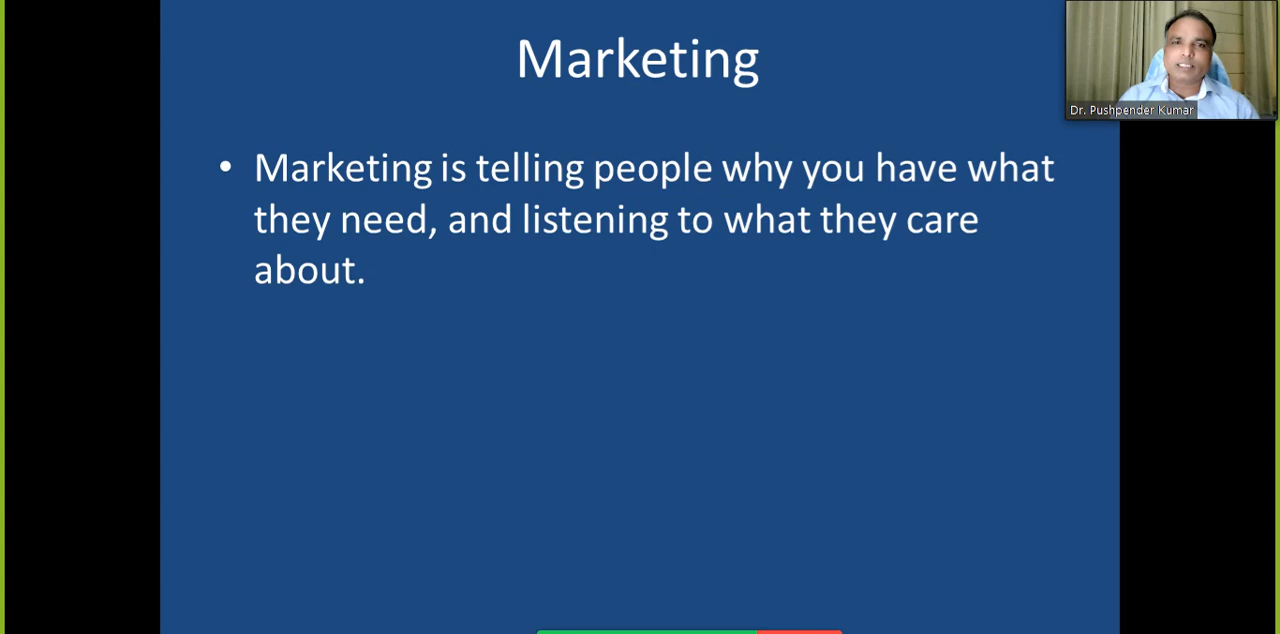 Marketing
Dr. Pushpender Kumar
• Marketing is telling people why you have what
they need, and listening to what they care
about.